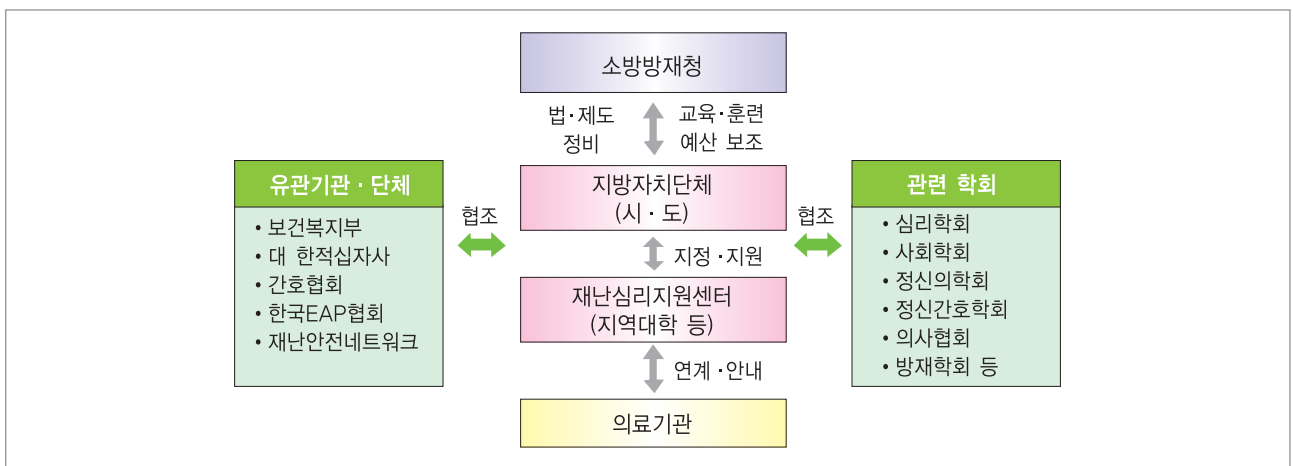 소방방재청
법·제도
정비
교육·훈련
예산 보조
유관기관·단체
• 보건복지부
• 대 한적십자사
• 간호협회
• 한국EAP협회
• 재난안전네트워크
협조
지방자치단체
(시·도)
지정·지원
재난심리지원센터
(지역대학 등)
연계·안내
의료기관
협조
관련 학회
• 심리학회
• 사회학회
• 정신의학회
• 정신간호학회
• 의사협회
• 방재학회 등